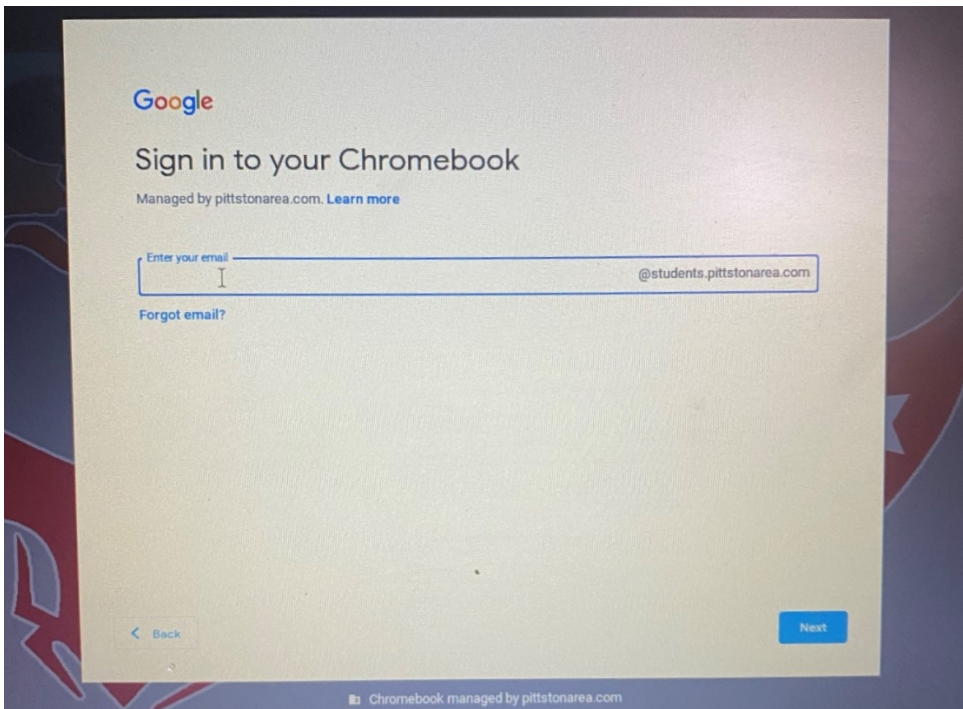 Google
Sign in to your Chromebook
Managed by pittstonarea.com. Learn more
Enter your email
@students.pittstonarea.com
Forgot email?
Back
Next
Chromebook managed by pittstonarea.com